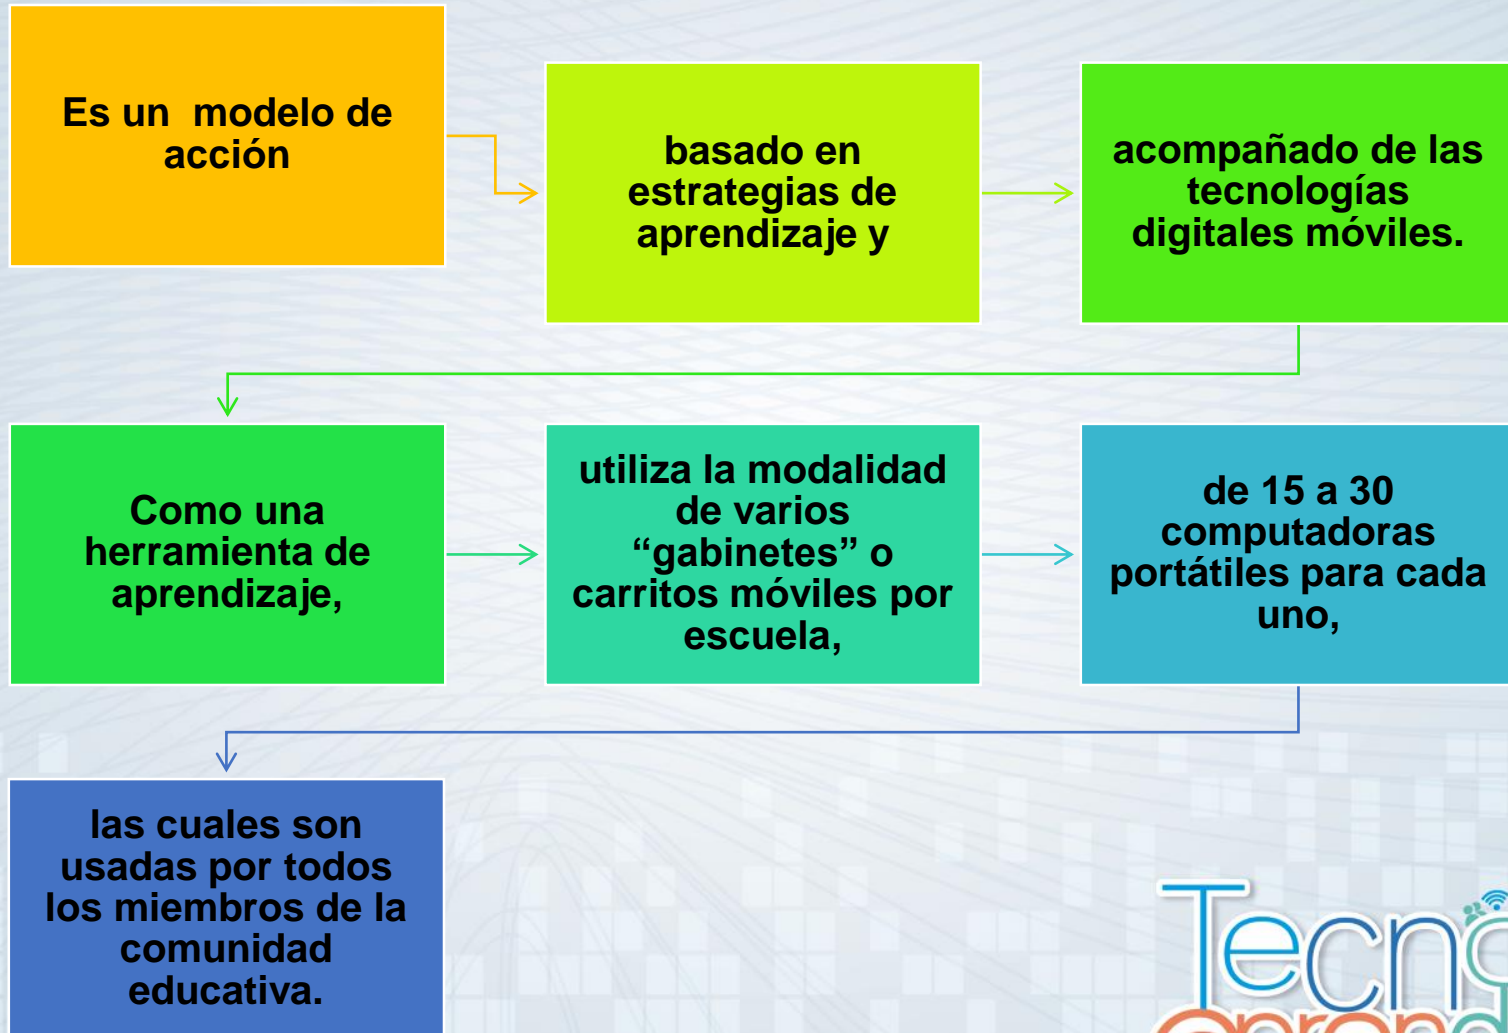 Es un modelo de
acción
basado en
estrategias de
aprendizaje y
acompañado de las
tecnologías
digitales móviles.
Como una
herramienta de
aprendizaje,
utiliza la modalidad
de varios
“gabinetes” o
carritos móviles por
escuela,
de 15 a 30
computadoras
portátiles para cada
uno,
las cuales son
usadas por todos
los miembros de la
comunidad
educativa.
Tecno